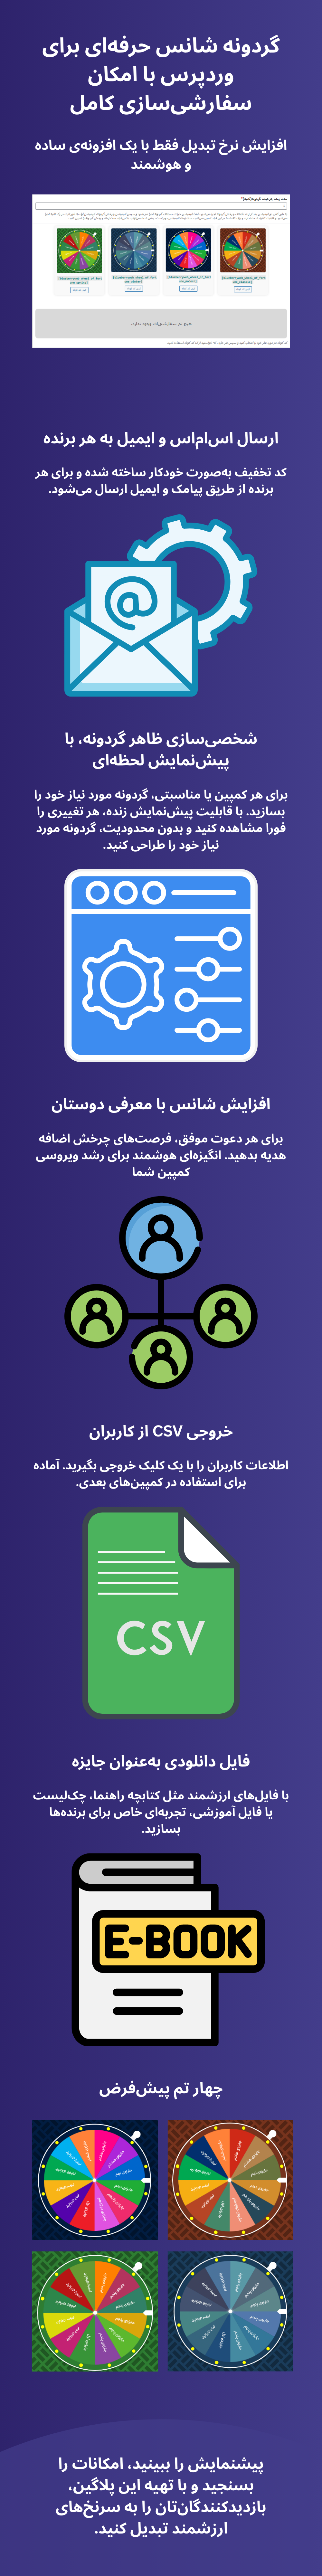 گردونه شانس حرفه‌ای برای
وردپرس با امکان
سفارشی‌سازی کامل
افزایش نرخ تبدیل فقط با یک افزونه‌ی ساده
و هوشمند
هیچ تم سفارشی‌ای وجود ندارد.
ارسال اس‌ام‌اس و ایمیل به هر برنده
کد تخفیف به‌صورت خودکار ساخته شده و برای هر
برنده از طریق پیامک و ایمیل ارسال می‌شود.
شخصی‌سازی ظاهر گردونه، با
پیش‌نمایش لحظه‌ای
برای هر کمپین یا مناسبتی، گردونه مورد نیاز خود را
بسازید. با قابلیت پیش‌نمایش زنده، هر تغییری را
فورا مشاهده کنید و بدون محدودیت، گردونه مورد
نیاز خود را طراحی کنید.
افزایش شانس با معرفی دوستان
برای هر دعوت موفق، فرصت‌های چرخش اضافه
هدیه بدهید. انگیزه‌ای هوشمند برای رشد ویروسی
کمپین شما
خروجی CSV از کاربران
اطلاعات کاربران را با یک کلیک خروجی بگیرید. آماده
برای استفاده در کمپین‌های بعدی.
CSV
فایل دانلودی به‌عنوان جایزه
با فایل‌های ارزشمند مثل کتابچه راهنما، چک‌لیست
یا فایل آموزشی، تجربه‌ای خاص برای برنده‌ها
بسازید.
E-BOOK
چهار تم پیش‌فرض
پیشنمایش را ببینید، امکانات را
بسنجید و با تهیه این پلاگین،
بازدیدکنندگان‌تان را به سرنخ‌های
ارزشمند تبدیل کنید.